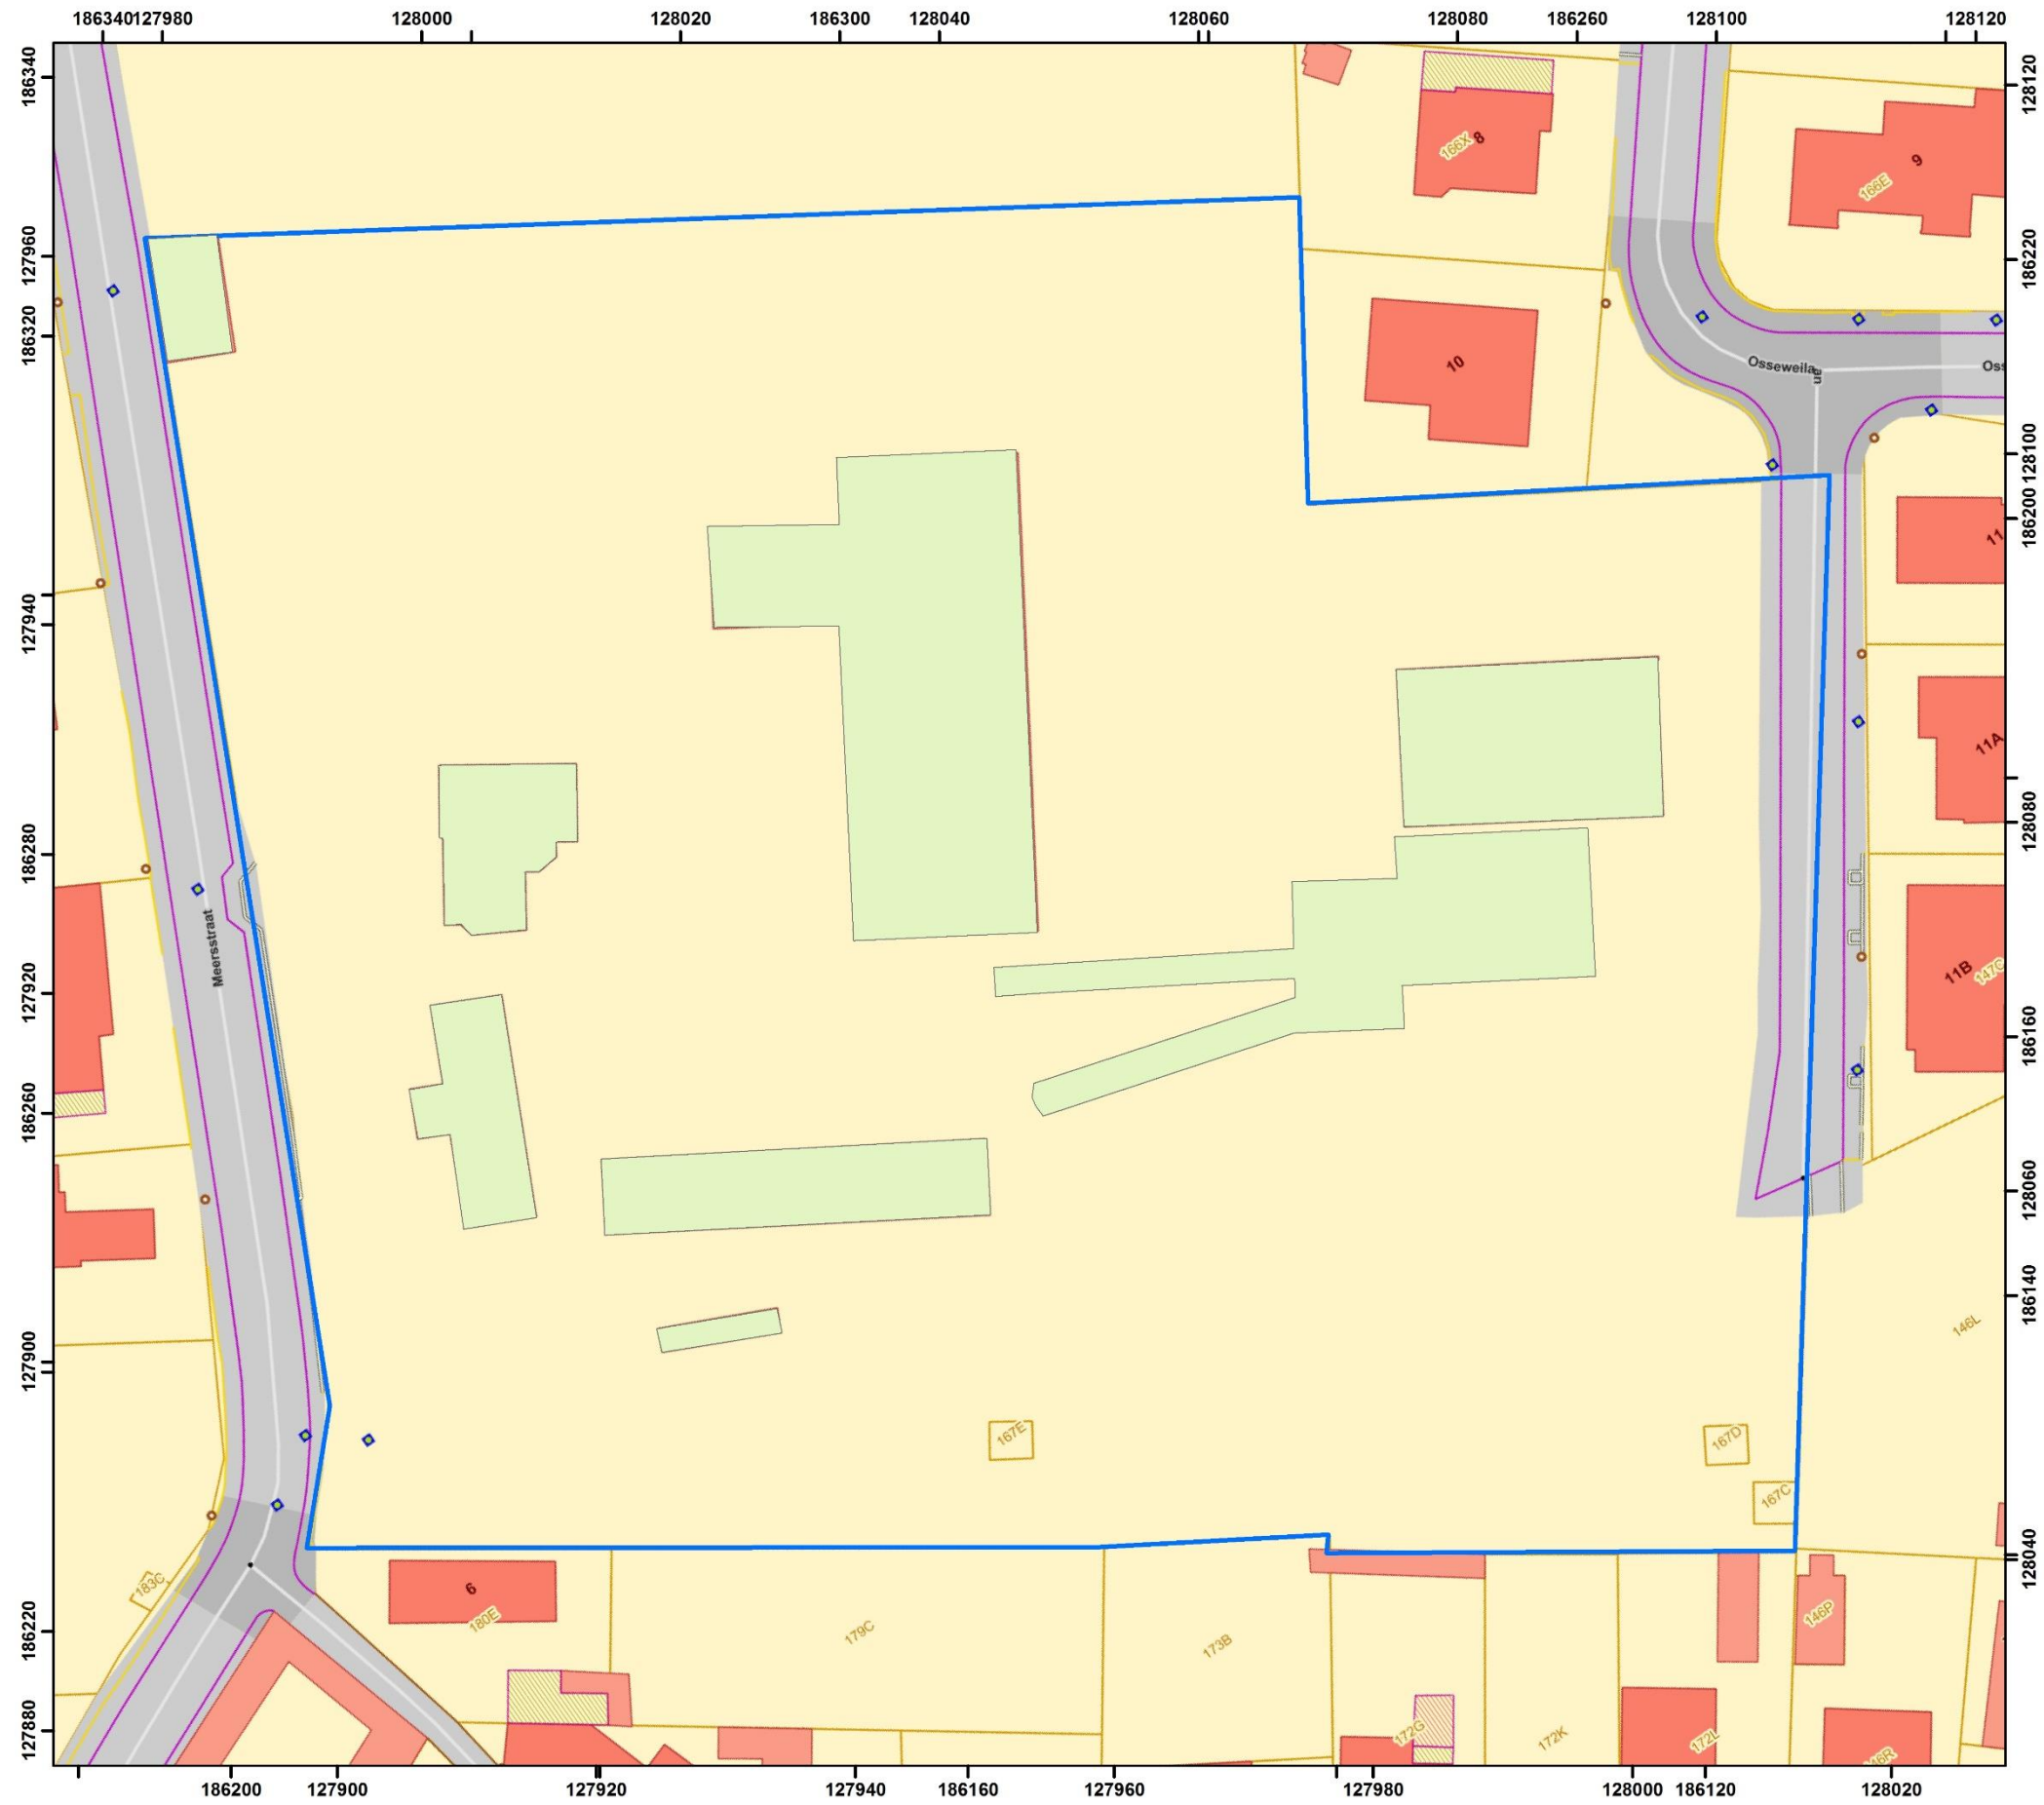 186340 127980 128000 128020 186300 128040 128060 128080 186260 128100 128120
186340
127960
186320
127940
186280
127920
186260
127900
186220
127880
128120
186220
128100
186200
128080
186160
128060
186140
128040
166X 8
9
166E
10
Osseweilaan
Oss
11
11A
11B
147C
Meersstraat
146L
167E
167D
167C
183C
6
180E
179C
173B
172G
172K
172L
146P
46R
186200 127900 127920 127940 186160 127960 127980 128000 186120 128020